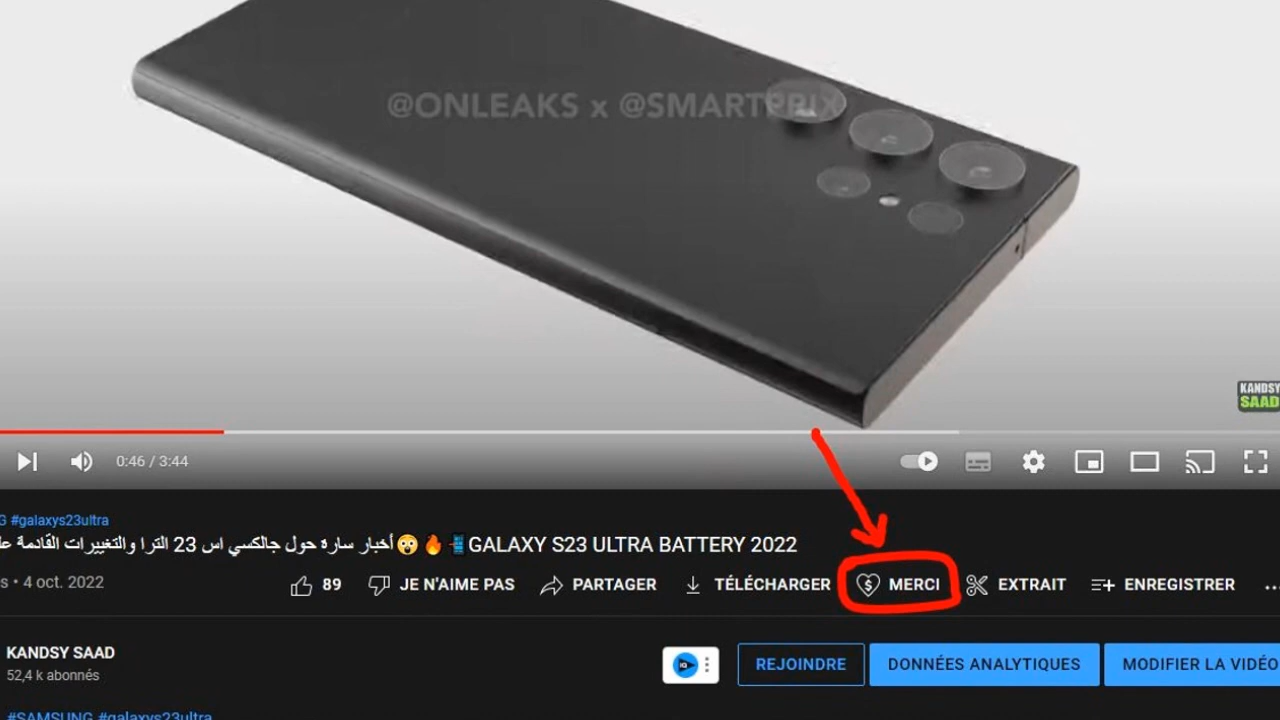 @ONLEAKS x @SMARTPRIX
KANDSY
SAAD
0:46 / 3:44
G #galaxys23ultra
أخبار سارة حول جالكسي اس 23 الترا والتغييرات القادمة😲🔥📲GALAXY S23 ULTRA BATTERY 2022
s • 4 oct. 2022 89 JE N'AIME PAS PARTAGER TÉLÉCHARGER MERCI EXTRAIT ENREGISTRER ...
KANDSY SAAD
52,4 k abonnés
REJOINDRE DONNÉES ANALYTIQUES MODIFIER LA VIDÉO
#SAMSUNG #galaxys23ultra